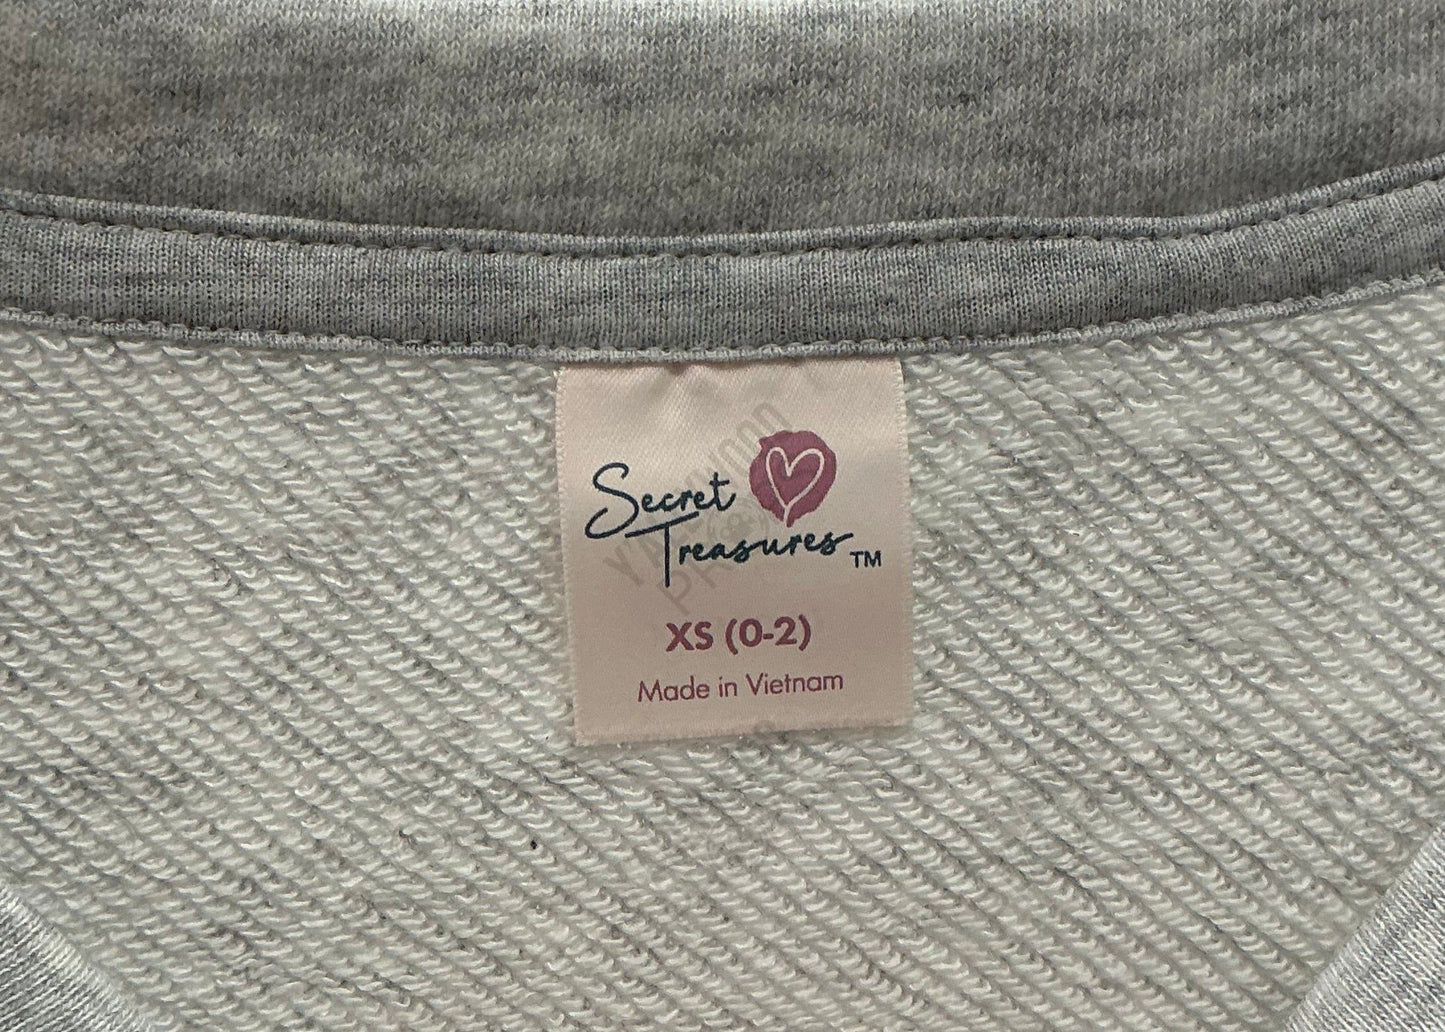 Secret
Treasures TM
XS (0-2)
Made in Vietnam